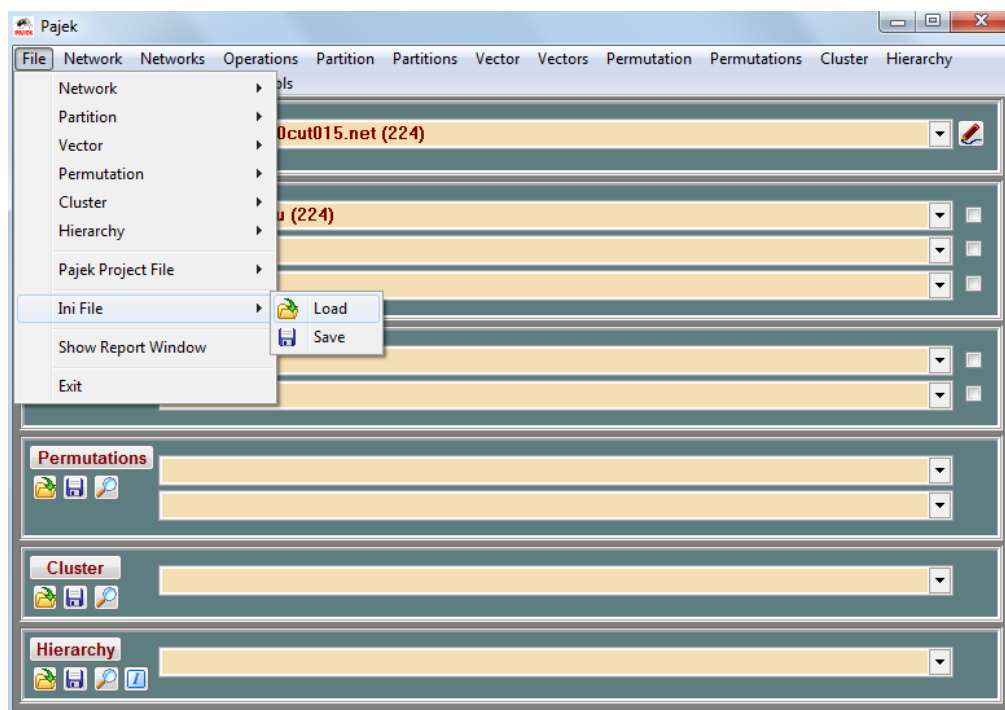 Pajek
File Network Networks Operations Partition Partitions Vector Vectors Permutation Permutations Cluster Hierarchy
Network
Partition
0cut015.net (224)
Vector
Permutation
Cluster
(224)
Hierarchy
Pajek Project File
Ini File
Load
Save
Show Report Window
Exit
Permutations
Cluster
Hierarchy